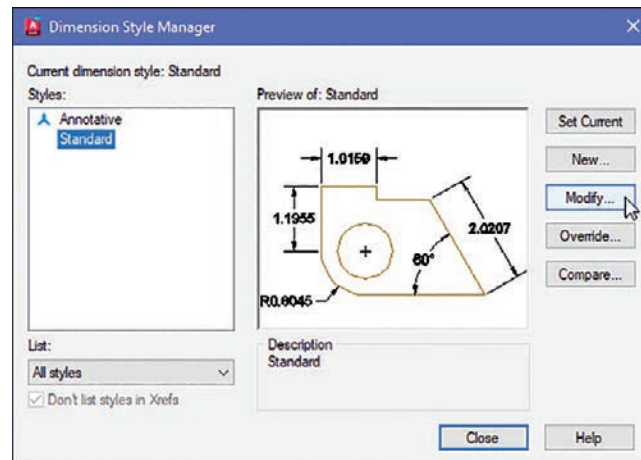 Dimension Style Manager
Current dimension style: Standard
Styles:
Annotative
Standard
Preview of: Standard
1.0159
1.1955
2.0207
60°
R0.8045
Set Current
New...
Modify...
Override...
Compare...
List:
All styles
Don't list styles in Xrefs
Description
Standard
Close
Help